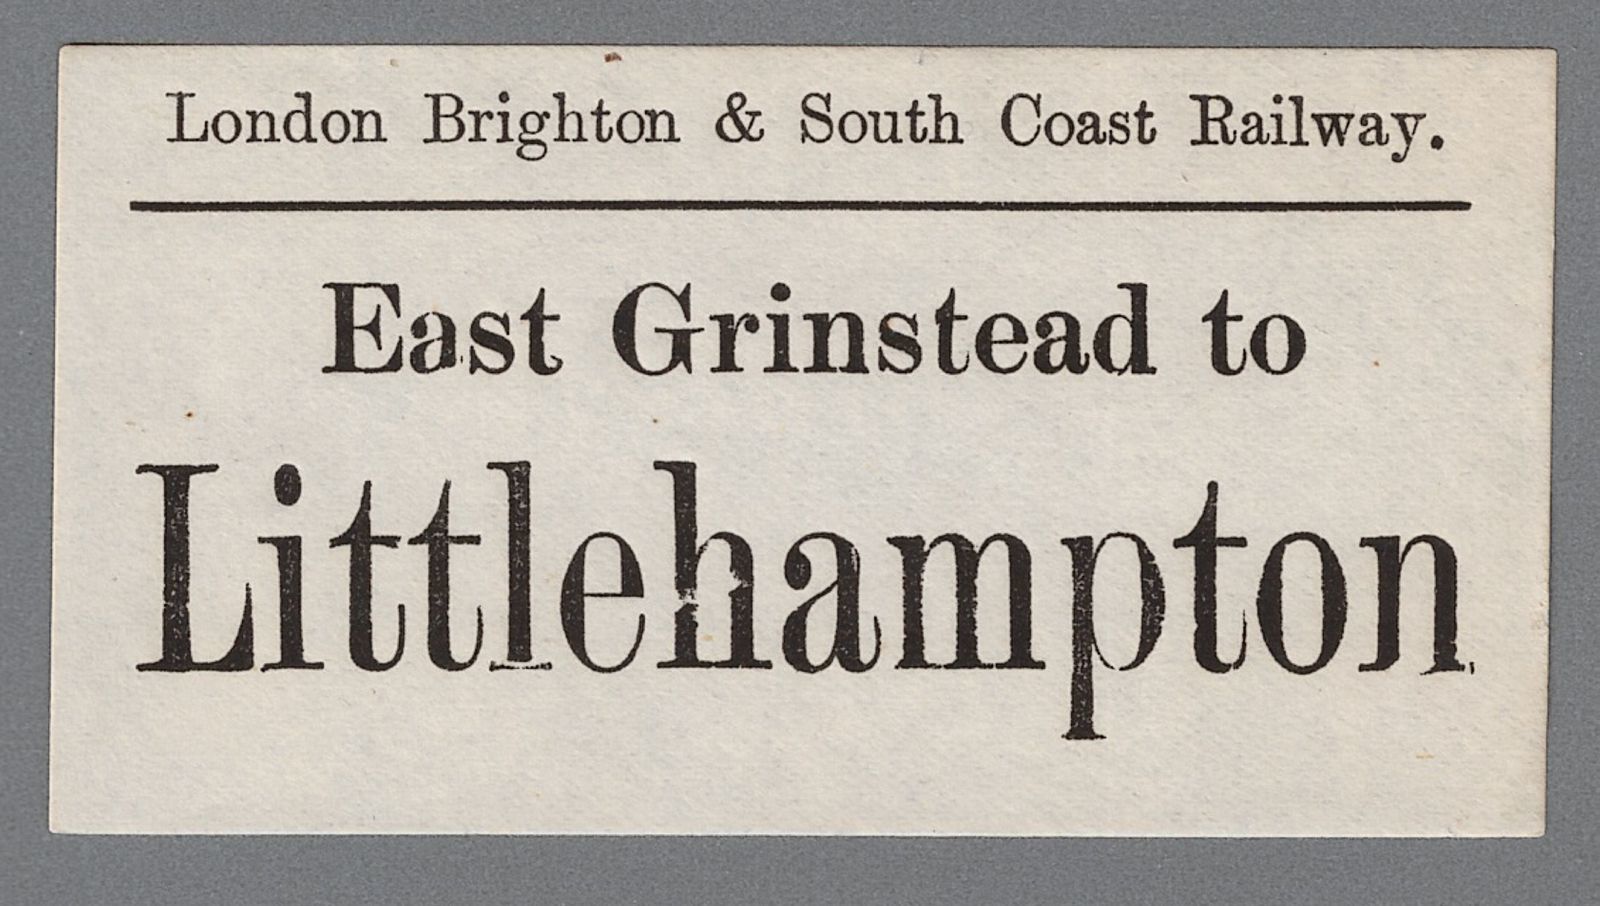 London Brighton & South Coast Railway.
East Grinstead to
Littlehampton